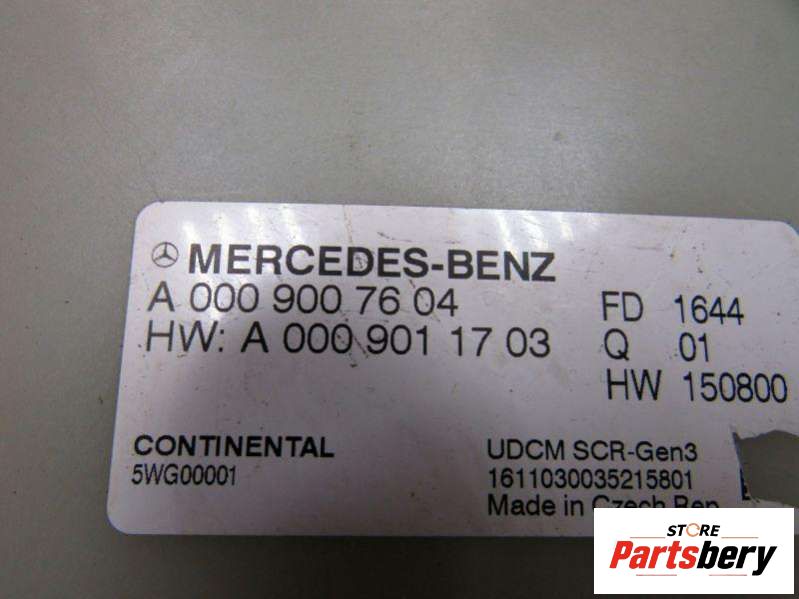 MERCEDES-BENZ
A 000 900 76 04
HW: A 000 901 17 03
FD 1644
Q 01
HW 150800
CONTINENTAL
5WG00001
UDCM SCR-Gen3
1611030035215801
Made in Czech Rep
STORE
Partsbery